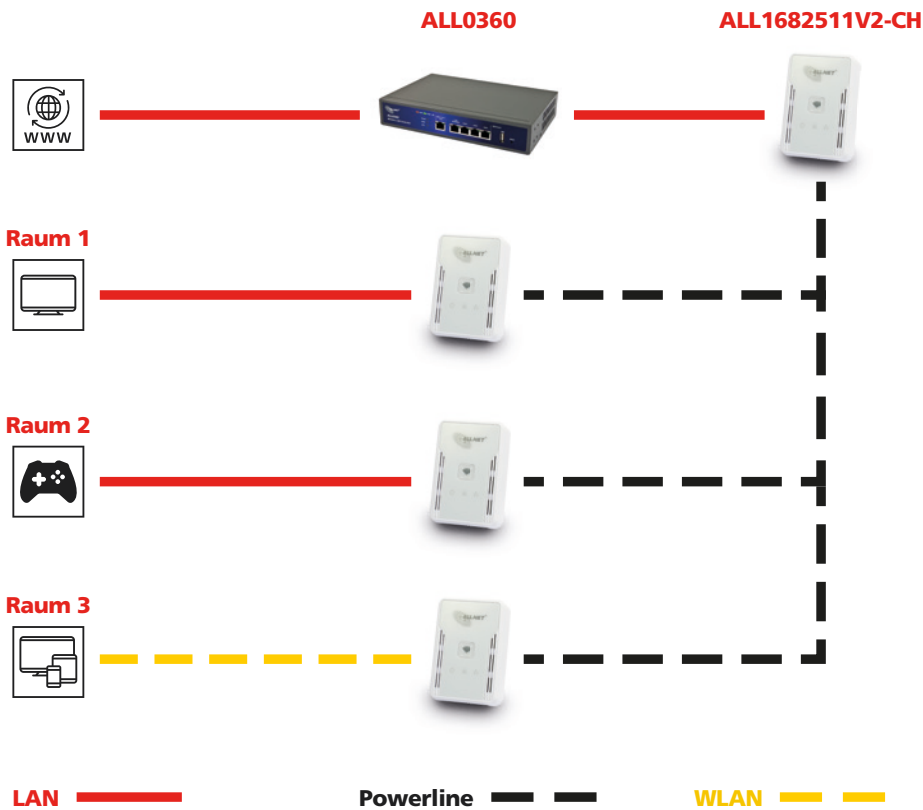 ALL0360
ALL1682511V2-CH
WWW
Raum 1
Raum 2
Raum 3
LAN
Powerline
WLAN